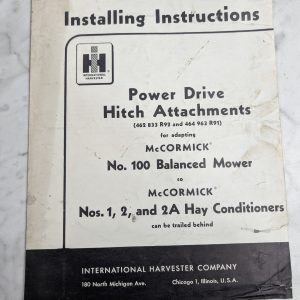 Installing Instructions
IH
INTERNATIONAL
HARVESTER
Power Drive
Hitch Attachments
(462 833 R92 and 464 963 R91)
for adapting
McCORMICK®
No. 100 Balanced Mower
so
McCORMICK®
Nos. 1, 2, and 2A Hay Conditioners
can be trailed behind
INTERNATIONAL HARVESTER COMPANY
180 North Michigan Ave. Chicago 1, Illinois, U.S.A.